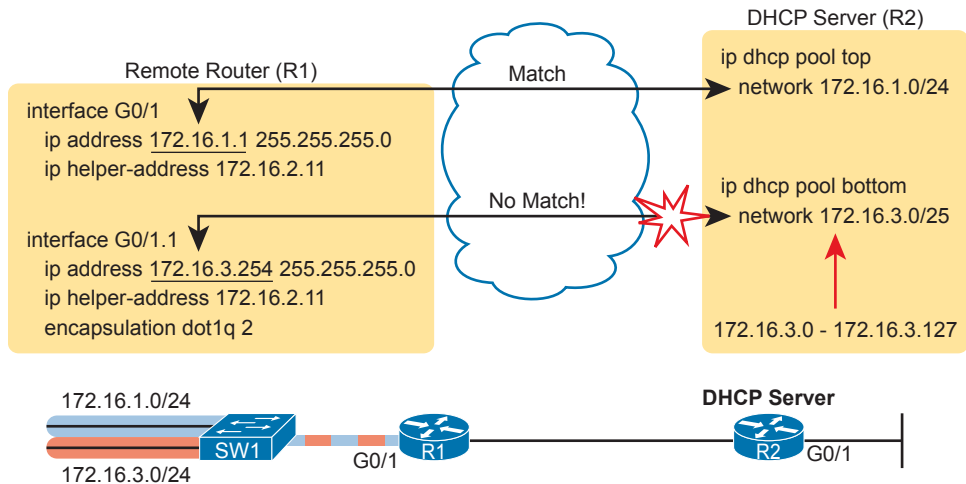 DHCP Server (R2)
Remote Router (R1)
interface G0/1
ip address 172.16.1.1 255.255.255.0
ip helper-address 172.16.2.11
interface G0/1.1
ip address 172.16.3.254 255.255.255.0
ip helper-address 172.16.2.11
encapsulation dot1q 2
Match
No Match!
ip dhcp pool top
network 172.16.1.0/24
ip dhcp pool bottom
network 172.16.3.0/25
172.16.3.0 - 172.16.3.127
172.16.1.0/24
SW1
172.16.3.0/24
G0/1
R1
DHCP Server
R2
G0/1